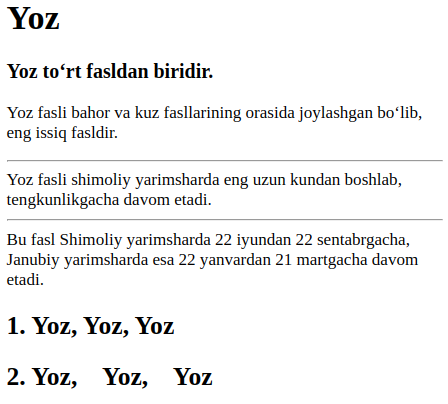 Yoz
Yoz to‘rt fasldan biridir.
Yoz fasli bahor va kuz fasllarining orasida joylashgan bo‘lib,
eng issiq fasldir.
Yoz fasli shimoliy yarimsharda eng uzun kundan boshlab,
tengkunlikgacha davom etadi.
Bu fasl Shimoliy yarimsharda 22 iyundan 22 sentabrgacha,
Janubiy yarimsharda esa 22 yanvardan 21 martgacha davom
etadi.
1. Yoz, Yoz, Yoz
2. Yoz,    Yoz,    Yoz